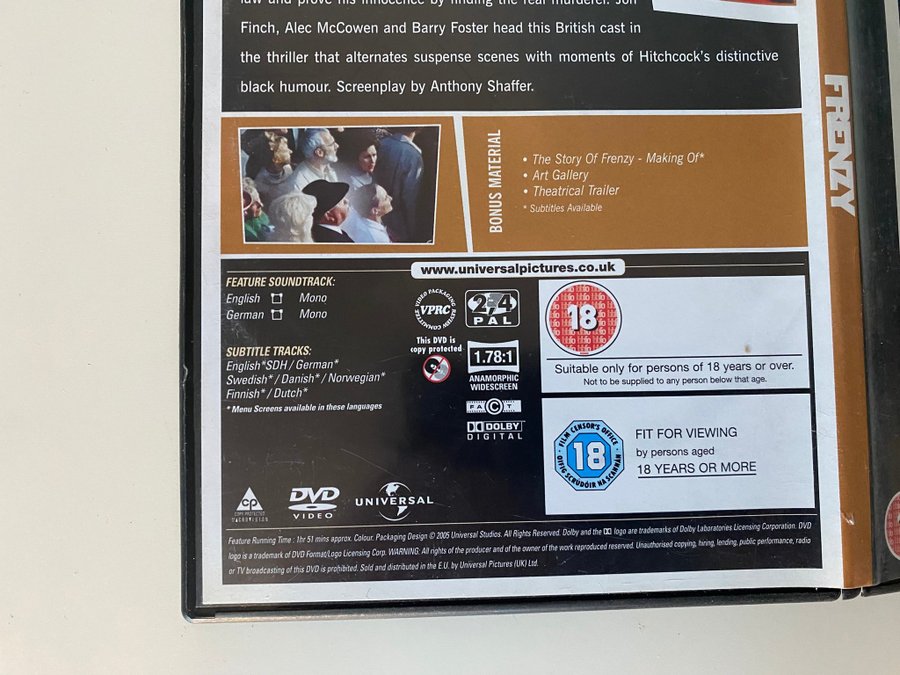 law and prove his innocence by finding the real murderer. Jon
Finch, Alec McCowen and Barry Foster head this British cast in
the thriller that alternates suspense scenes with moments of Hitchcock's distinctive
black humour. Screenplay by Anthony Shaffer.
FRENZY
BONUS MATERIAL
• The Story Of Frenzy - Making Of*
• Art Gallery
• Theatrical Trailer
* Subtitles Available
www.universalpictures.co.uk
FEATURE SOUNDTRACK:
English Mono
German Mono
SUBTITLE TRACKS:
English*SDH / German*
Swedish* / Danish* / Norwegian*
Finnish* / Dutch*
* Menu Screens available in these languages
VIDEO PACKAGING REVIEW COMMITTEE
VPRC
This DVD is
copy protected
2 4
PAL
1.78:1
ANAMORPHIC
WIDESCREEN
FACT
DOLBY
DIGITAL
18
Suitable only for persons of 18 years or over.
Not to be supplied to any person below that age.
FILM CENSOR'S OFFICE
18
OIFIG SCRÚDÓIR NA SCANNÁN
FIT FOR VIEWING
by persons aged
18 YEARS OR MORE
CP
COPY PROTECTED
MACROVISION
DVD
VIDEO
UNIVERSAL
Feature Running Time : 1hr 51 mins approx. Colour. Packaging Design © 2005 Universal Studios. All Rights Reserved. Dolby and the DD logo are trademarks of Dolby Laboratories Licensing Corporation. DVD
logo is a trademark of DVD Format/Logo Licensing Corp. WARNING: All rights of the producer and of the owner of the work reproduced reserved. Unauthorised copying, hiring, lending, public performance, radio
or TV broadcasting of this DVD is prohibited. Sold and distributed in the E.U. by Universal Pictures (UK) Ltd.